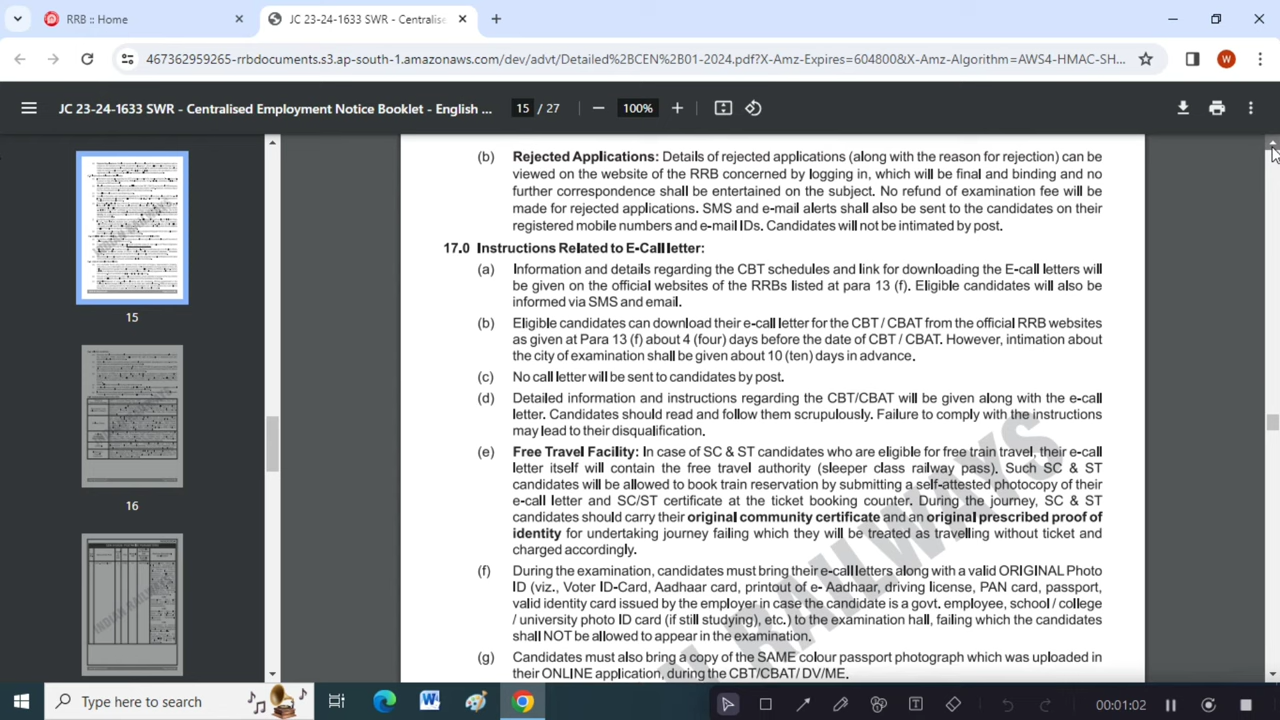 RRB :: Home
JC 23-24-1633 SWR - Centralise
467362959265-rrbdocuments.s3.ap-south-1.amazonaws.com/dev/advt/Detailed%2BCEN%2B01-2024.pdf?X-Amz-Expires=604800&X-Amz-Algorithm=AWS4-HMAC-SH...
W
JC 23-24-1633 SWR - Centralised Employment Notice Booklet - English ...
15 / 27
100%
(b) Rejected Applications: Details of rejected applications (along with the reason for rejection) can be
viewed on the website of the RRB concerned by logging in, which will be final and binding and no
further correspondence shall be entertained on the subject. No refund of examination fee will be
made for rejected applications. SMS and e-mail alerts shall also be sent to the candidates on their
registered mobile numbers and e-mail IDs. Candidates will not be intimated by post.
17.0 Instructions Related to E-Call letter:
(a) Information and details regarding the CBT schedules and link for downloading the E-call letters will
be given on the official websites of the RRBs listed at para 13 (f). Eligible candidates will also be
informed via SMS and email.
(b) Eligible candidates can download their e-call letter for the CBT / CBAT from the official RRB websites
as given at Para 13 (f) about 4 (four) days before the date of CBT / CBAT. However, intimation about
the city of examination shall be given about 10 (ten) days in advance.
(c) No call letter will be sent to candidates by post.
(d) Detailed information and instructions regarding the CBT/CBAT will be given along with the e-call
letter. Candidates should read and follow them scrupulously. Failure to comply with the instructions
may lead to their disqualification.
(e) Free Travel Facility: In case of SC & ST candidates who are eligible for free train travel, their e-call
letter itself will contain the free travel authority (sleeper class railway pass). Such SC & ST
candidates will be allowed to book train reservation by submitting a self-attested photocopy of their
e-call letter and SC/ST certificate at the ticket booking counter. During the journey, SC & ST
candidates should carry their original community certificate and an original prescribed proof of
identity for undertaking journey failing which they will be treated as travelling without ticket and
charged accordingly.
(f) During the examination, candidates must bring their e-call letters along with a valid ORIGINAL Photo
ID (viz., Voter ID-Card, Aadhaar card, printout of e- Aadhaar, driving license, PAN card, passport,
valid identity card issued by the employer in case the candidate is a govt. employee, school / college
/ university photo ID card (if still studying), etc.) to the examination hall, failing which the candidates
shall NOT be allowed to appear in the examination.
(g) Candidates must also bring a copy of the SAME colour passport photograph which was uploaded in
their ONLINE application, during the CBT/CBAT/ DV/ME.
RAILWAYS
15
16
Type here to search
00:01:02